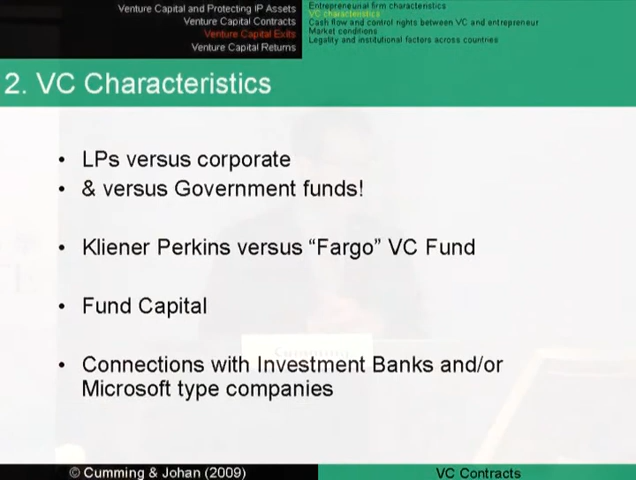 Venture Capital and Protecting IP Assets
Venture Capital Contracts
Venture Capital Exits
Venture Capital Returns
Entrepreneurial firm characteristics
VC characteristics
Cash flow and control rights between VC and entrepreneur
Market conditions
Legality and institutional factors across countries
2. VC Characteristics
• LPs versus corporate
• & versus Government funds!
• Kliener Perkins versus “Fargo” VC Fund
• Fund Capital
• Connections with Investment Banks and/or
Microsoft type companies
© Cumming & Johan (2009)
VC Contracts